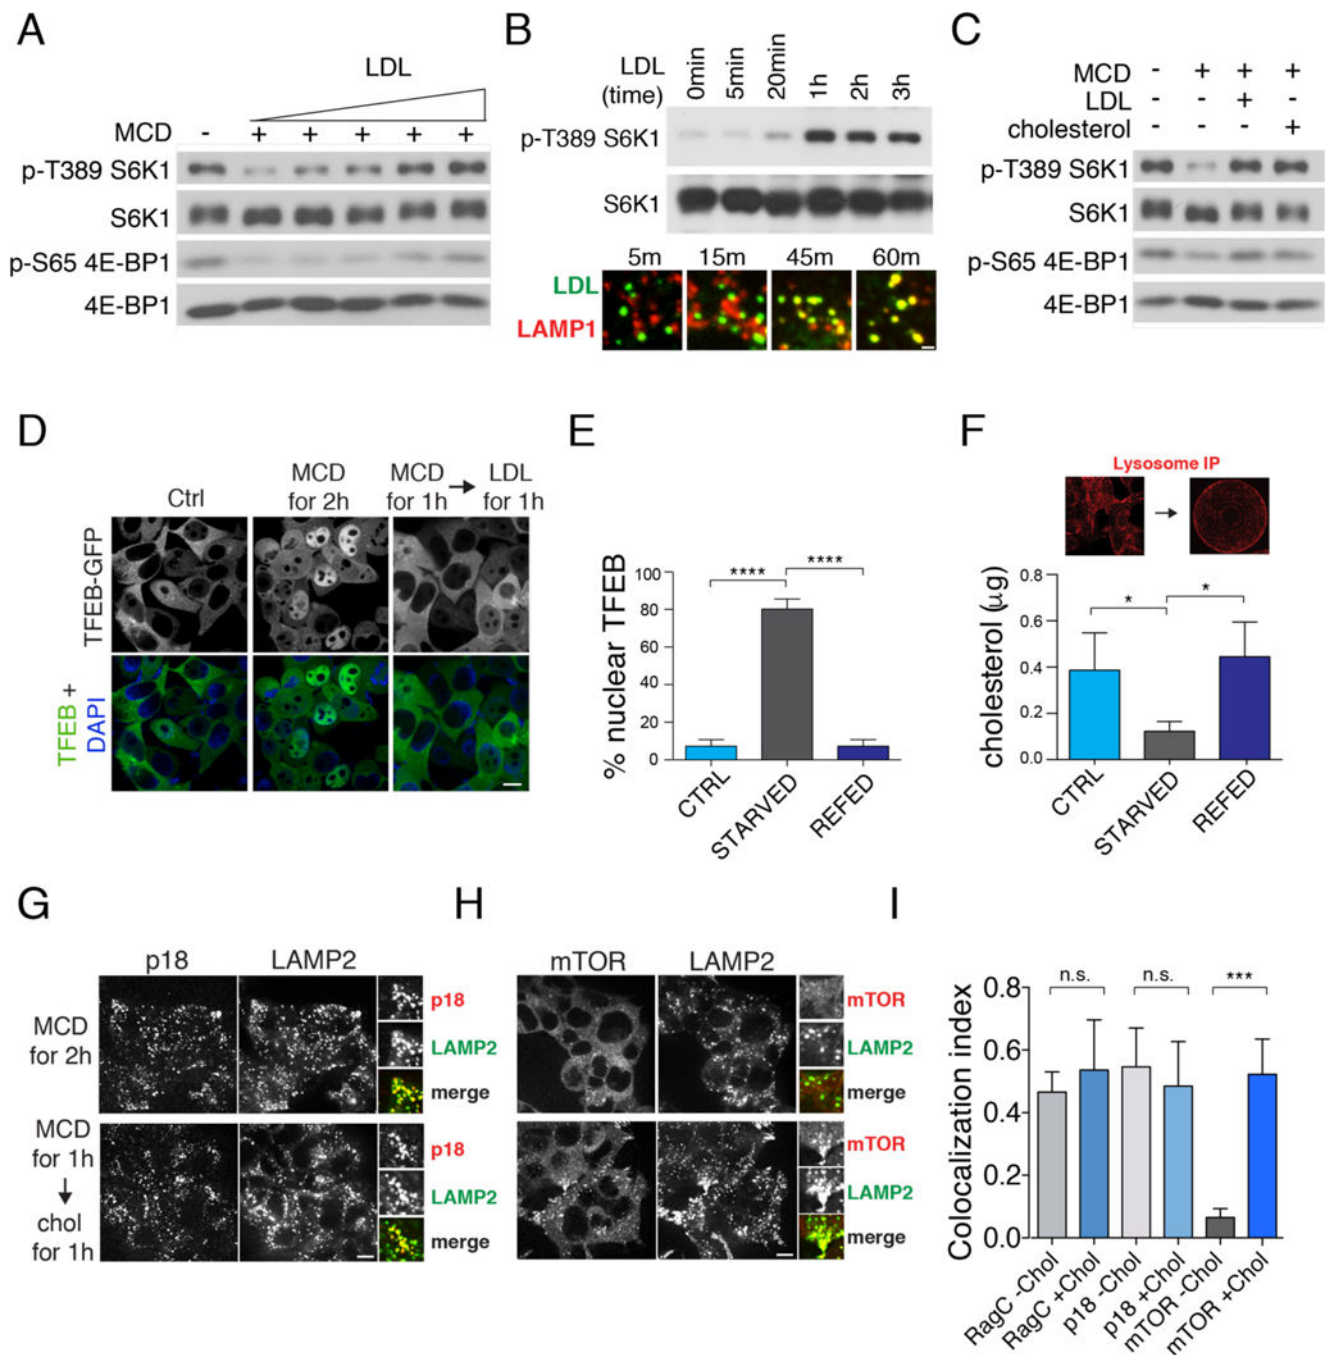 A
LDL
MCD - + + + + +
p-T389 S6K1
S6K1
p-S65 4E-BP1
4E-BP1
B
LDL
(time)
0min 5min 20min 1h 2h 3h
p-T389 S6K1
S6K1
5m 15m 45m 60m
LDL
LAMP1
C
MCD - + + +
LDL - - + -
cholesterol - - - +
p-T389 S6K1
S6K1
p-S65 4E-BP1
4E-BP1
D
Ctrl
MCD
for 2h
MCD → LDL
for 1h for 1h
TFEB-GFP
TFEB +
DAPI
E
% nuclear TFEB
100
80
60
40
20
0
**** ****
CTRL
STARVED
REFED
F
Lysosome IP
cholesterol (µg)
0.8
0.6
0.4
0.2
0.0
* *
CTRL
STARVED
REFED
G
p18 LAMP2
MCD
for 2h
p18
LAMP2
merge
MCD
for 1h
↓
chol
for 1h
p18
LAMP2
merge
H
mTOR LAMP2
mTOR
LAMP2
merge
mTOR
LAMP2
merge
I
Colocalization index
0.8
0.6
0.4
0.2
0.0
n.s. n.s. ***
RagC -Chol
RagC +Chol
p18 -Chol
p18 +Chol
mTOR -Chol
mTOR +Chol